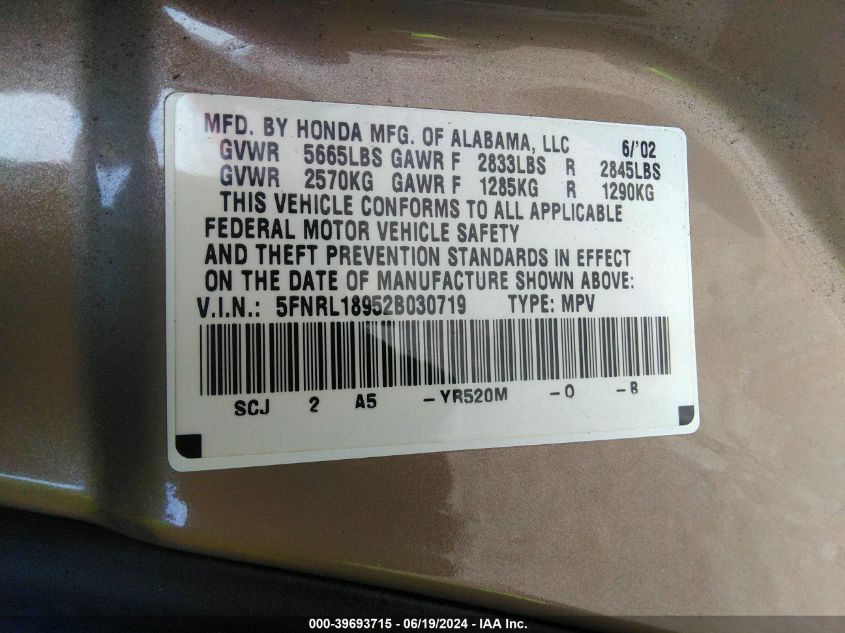 MFD. BY HONDA MFG. OF ALABAMA, LLC 6/'02
GVWR 5665LBS GAWR F 2833LBS R 2845LBS
GVWR 2570KG GAWR F 1285KG R 1290KG
THIS VEHICLE CONFORMS TO ALL APPLICABLE
FEDERAL MOTOR VEHICLE SAFETY
AND THEFT PREVENTION STANDARDS IN EFFECT
ON THE DATE OF MANUFACTURE SHOWN ABOVE:
V.I.N.: 5FNRL18952B030719 TYPE: MPV
SCJ 2 A5 -YR520M -0 -B
000-39693715 - 06/19/2024 - IAA Inc.